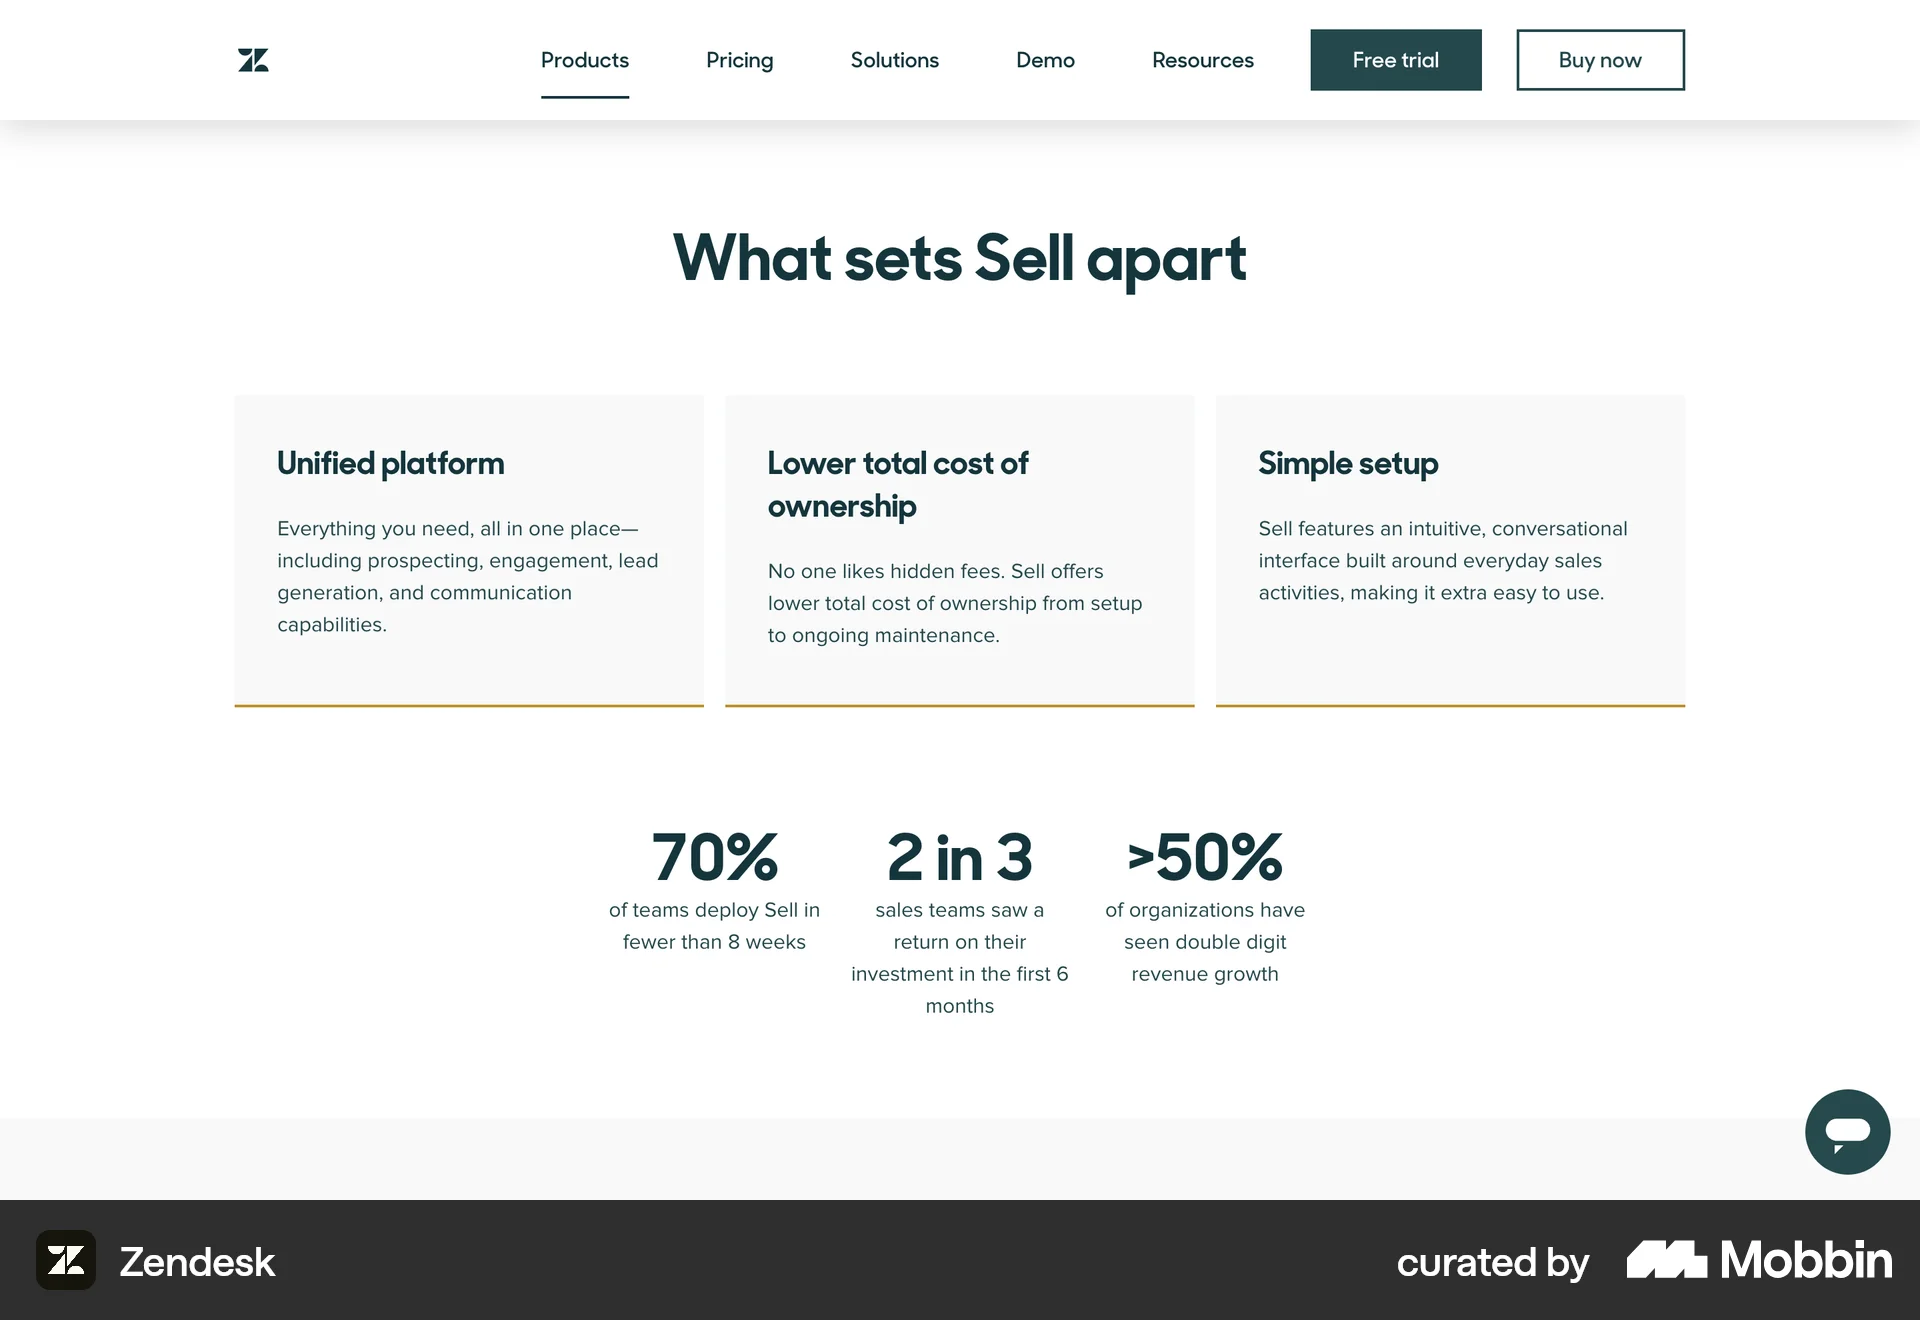 Products Pricing Solutions Demo Resources Free trial Buy now
What sets Sell apart
Unified platform
Everything you need, all in one place—
including prospecting, engagement, lead
generation, and communication
capabilities.
Lower total cost of
ownership
No one likes hidden fees. Sell offers
lower total cost of ownership from setup
to ongoing maintenance.
Simple setup
Sell features an intuitive, conversational
interface built around everyday sales
activities, making it extra easy to use.
70%
of teams deploy Sell in
fewer than 8 weeks
2 in 3
sales teams saw a
return on their
investment in the first 6
months
>50%
of organizations have
seen double digit
revenue growth
Zendesk
curated by Mobbin